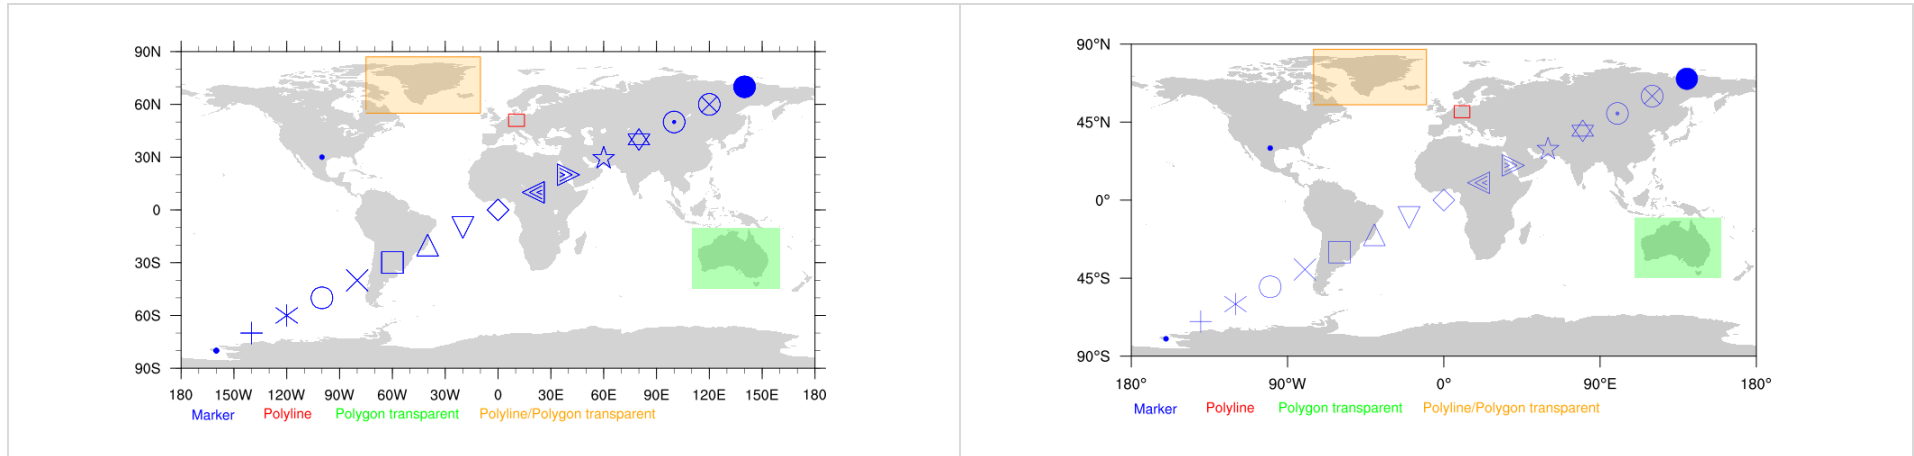 90N
60N
30N
0
30S
60S
90S
180 150W 120W 90W 60W 30W 0 30E 60E 90E 120E 150E 180
Marker Polyline Polygon transparent Polyline/Polygon transparent
90°N
45°N
0°
45°S
90°S
180° 90°W 0° 90°E 180°
Marker Polyline Polygon transparent Polyline/Polygon transparent